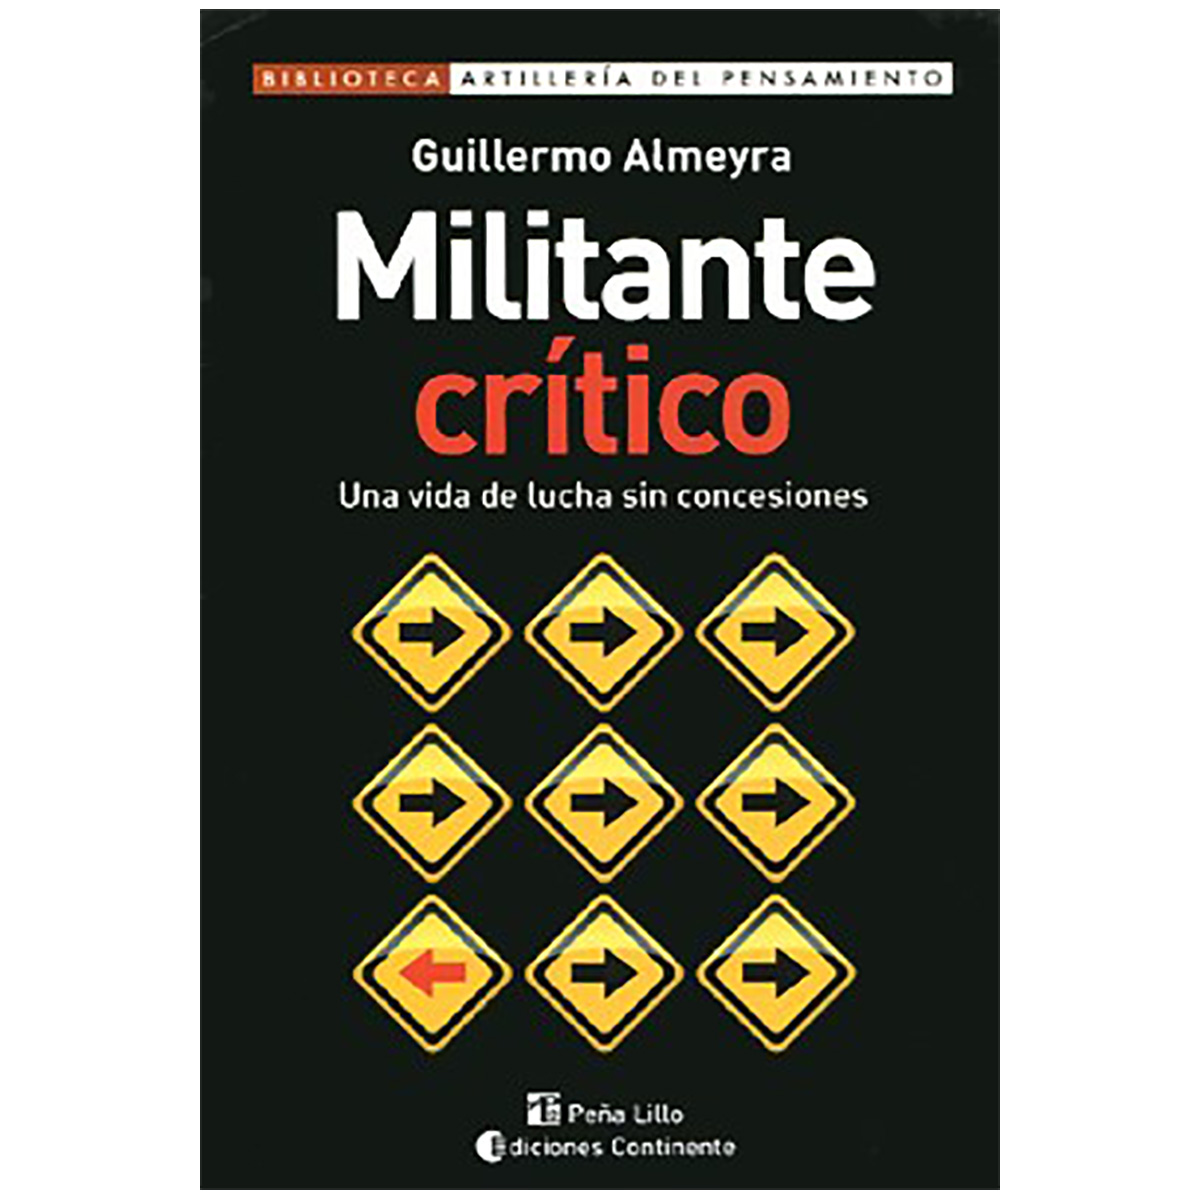 BIBLIOTECA ARTILLERÍA DEL PENSAMIENTO
Guillermo Almeyra
Militante
crítico
Una vida de lucha sin concesiones
Peña Lillo
Ediciones Continente